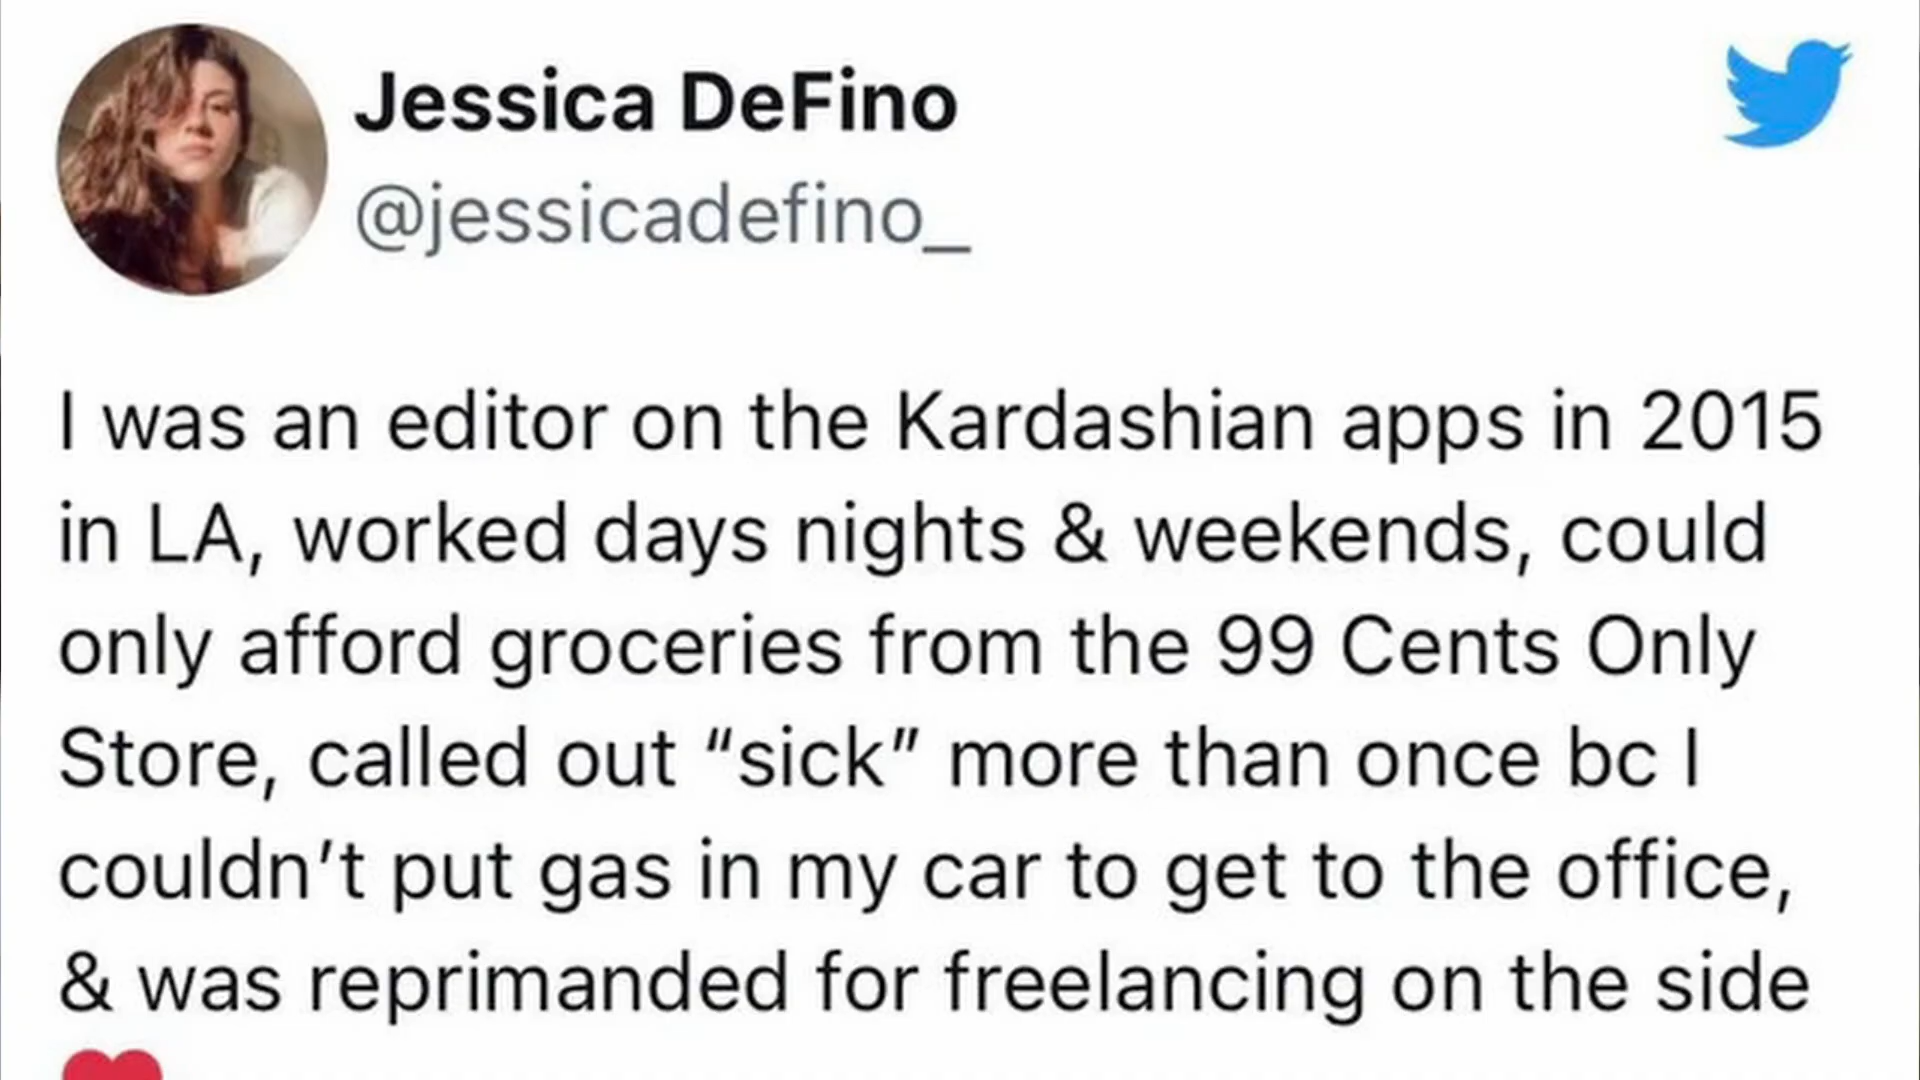 Jessica DeFino
@jessicadefino_
I was an editor on the Kardashian apps in 2015
in LA, worked days nights & weekends, could
only afford groceries from the 99 Cents Only
Store, called out “sick” more than once bc I
couldn’t put gas in my car to get to the office,
& was reprimanded for freelancing on the side